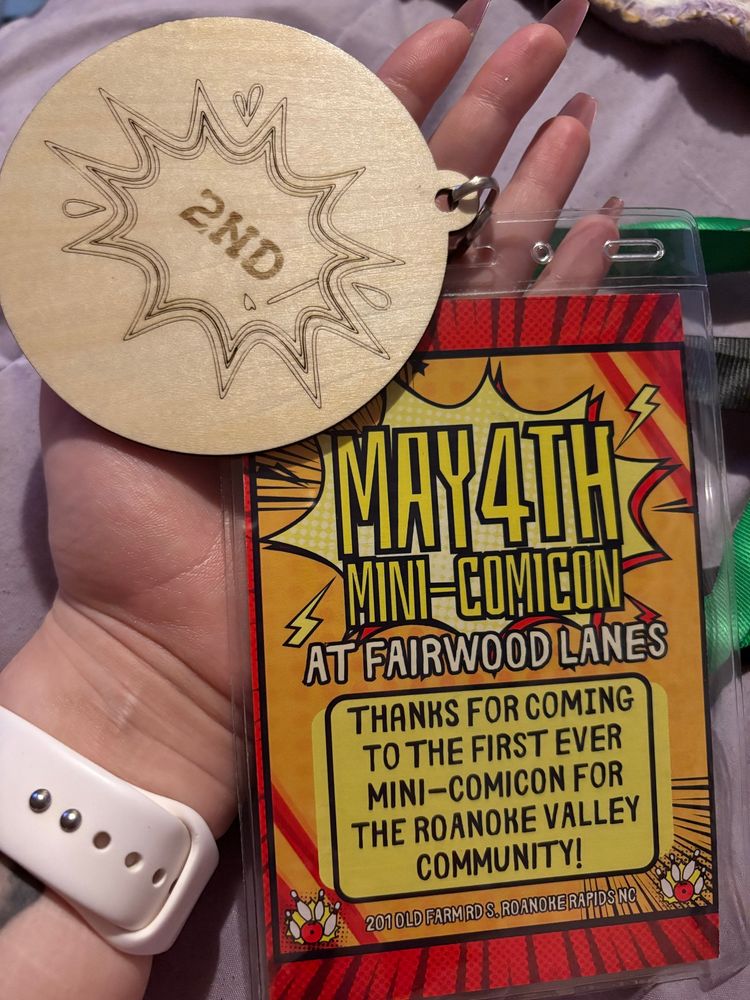 2ND
MAY 4TH
MINI-COMICON
AT FAIRWOOD LANES
THANKS FOR COMING
TO THE FIRST EVER
MINI-COMICON FOR
THE ROANOKE VALLEY
COMMUNITY!
201 OLD FARM RD S, ROANOKE RAPIDS NC